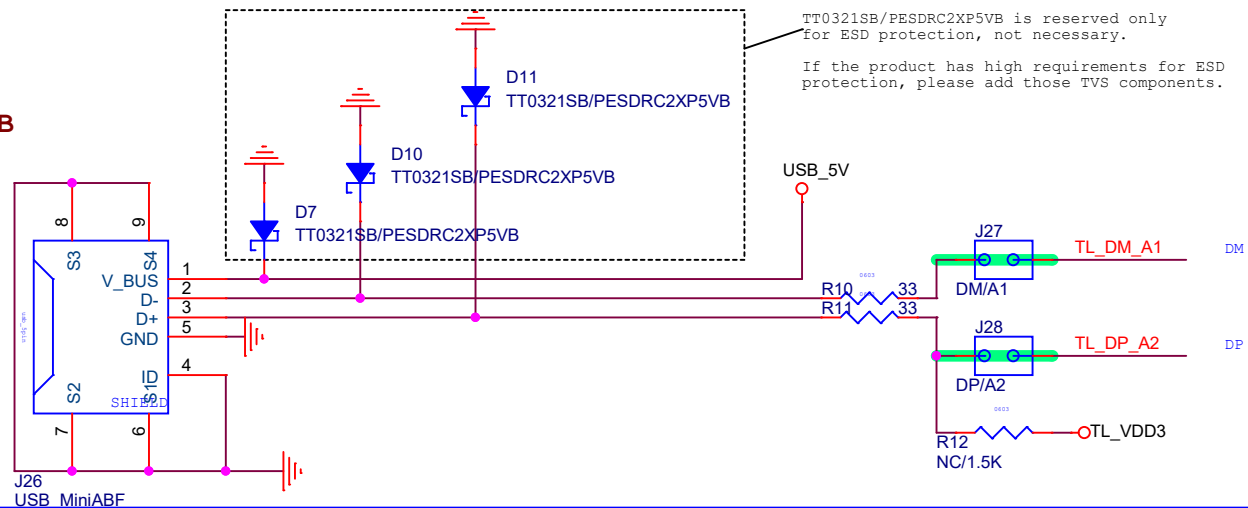 TT0321SB/PESDRC2XP5VB is reserved only
for ESD protection, not necessary.
If the product has high requirements for ESD
protection, please add those TVS components.
D11
TT0321SB/PESDRC2XP5VB
B
D10
TT0321SB/PESDRC2XP5VB
USB_5V
D7
TT0321SB/PESDRC2XP5VB
8
9
S3
S4
J27
TL_DM_A1
DM
V_BUS
1
D-
2
D+
3
GND
5
ID
4
0603
R10
33
DM/A1
R11
33
J28
TL_DP_A2
DP
DP/A2
S2
S1
SHIELD
0603
7
6
R12
TL_VDD3
NC/1.5K
J26
USB_MiniABF